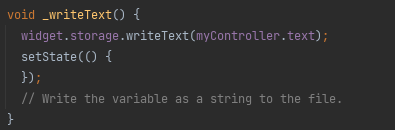 void _writeText() {
widget.storage.writeText(myController.text);
setState(() {
});
// Write the variable as a string to the file.
}